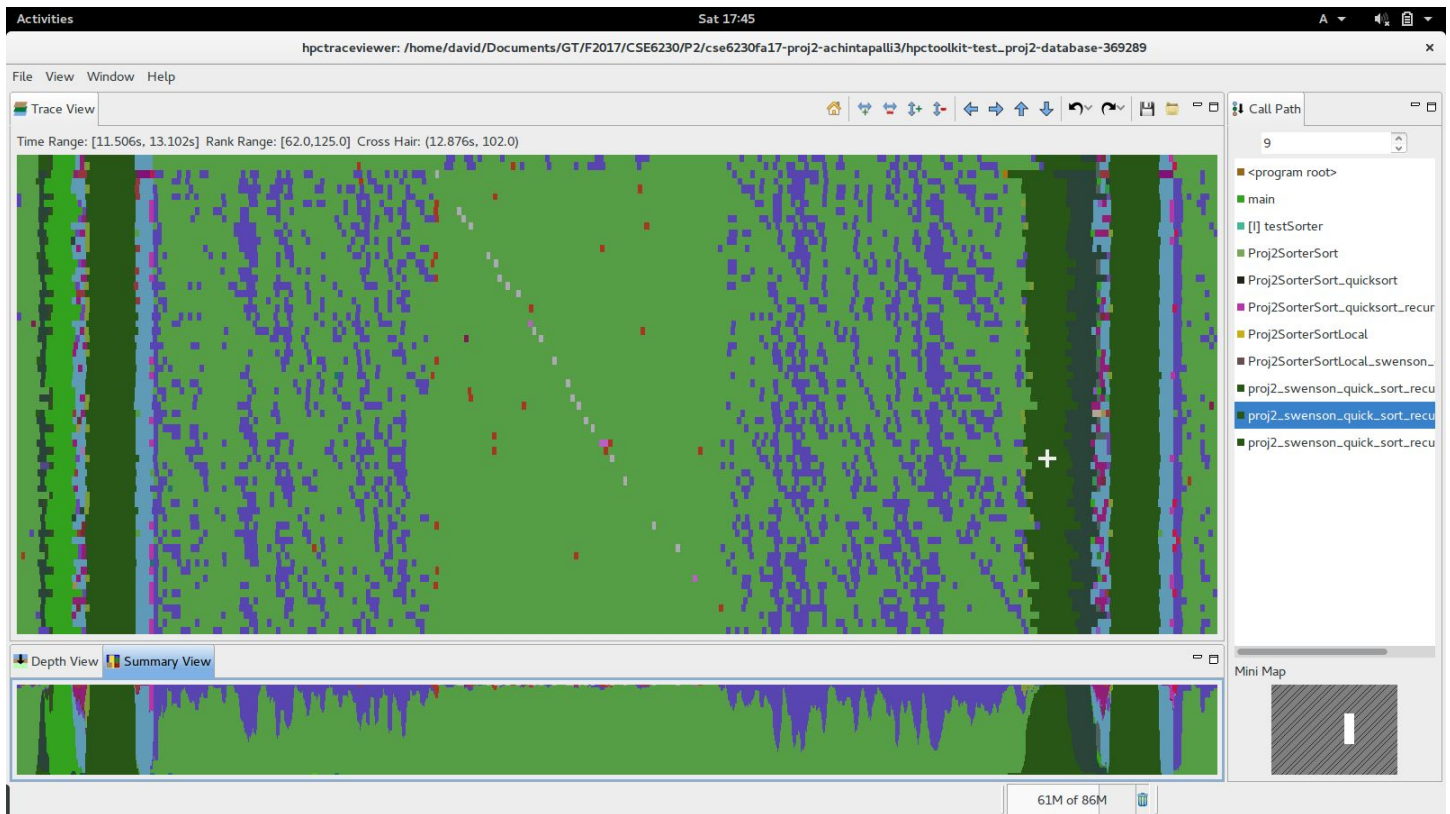 Activities Sat 17:45 A
hpctraceviewer: /home/david/Documents/GT/F2017/CSE6230/P2/cse6230fa17-proj2-achintapalli3/hpctoolkit-test_proj2-database-369289 ×
File View Window Help
Trace View
Time Range: [11.506s, 13.102s] Rank Range: [62.0,125.0] Cross Hair: (12.876s, 102.0)
Depth View Summary View
61M of 86M
Call Path
9
<program root>
main
[I] testSorter
Proj2SorterSort
Proj2SorterSort_quicksort
Proj2SorterSort_quicksort_recur
Proj2SorterSortLocal
Proj2SorterSortLocal_swenson_
proj2_swenson_quick_sort_recu
proj2_swenson_quick_sort_recu
proj2_swenson_quick_sort_recu
Mini Map